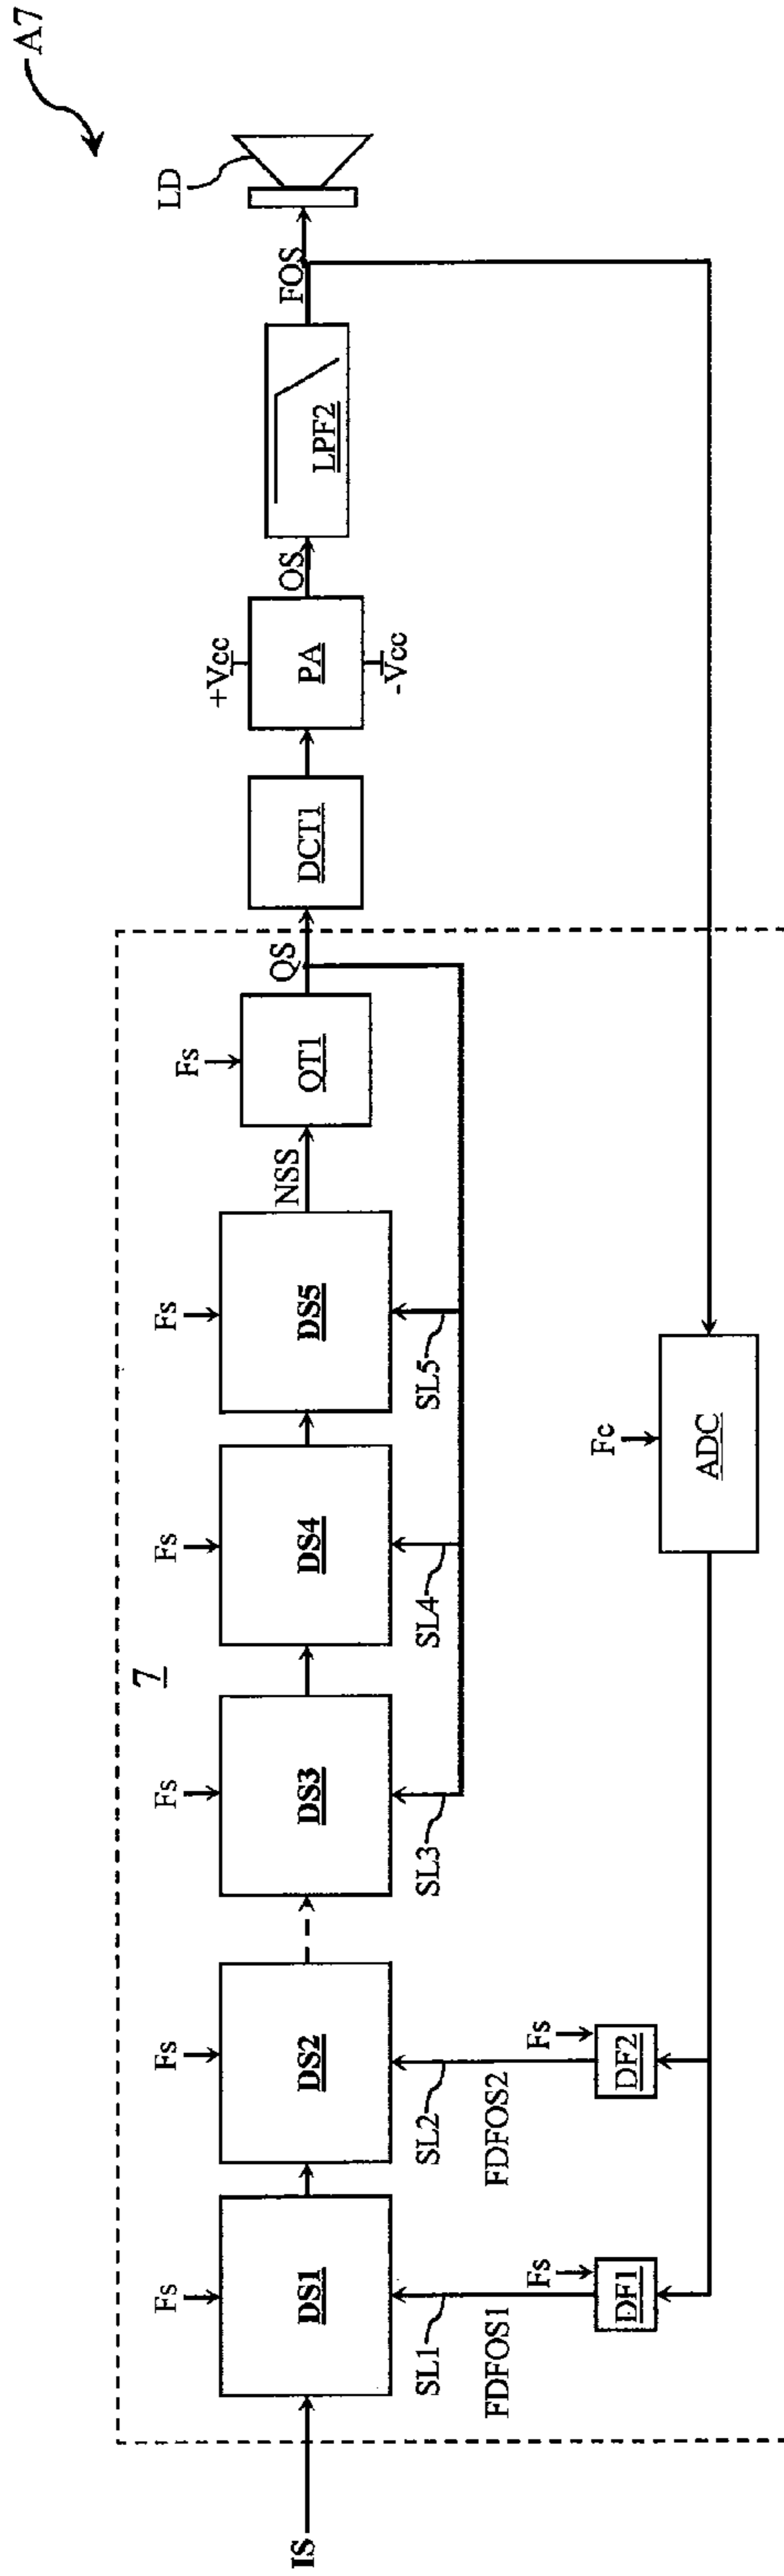 A7
IS
7
Fs
DS1
Fs
DS2
Fs
DS3
Fs
DS4
Fs
DS5
NSS
Fs
QT1
QS
DCT1
+Vcc
PA
-Vcc
OS
LPF2
FOS
LD
SL1
SL2
SL3
SL4
SL5
FDFOS1
FDFOS2
Fs
DF1
Fs
DF2
Fc
ADC